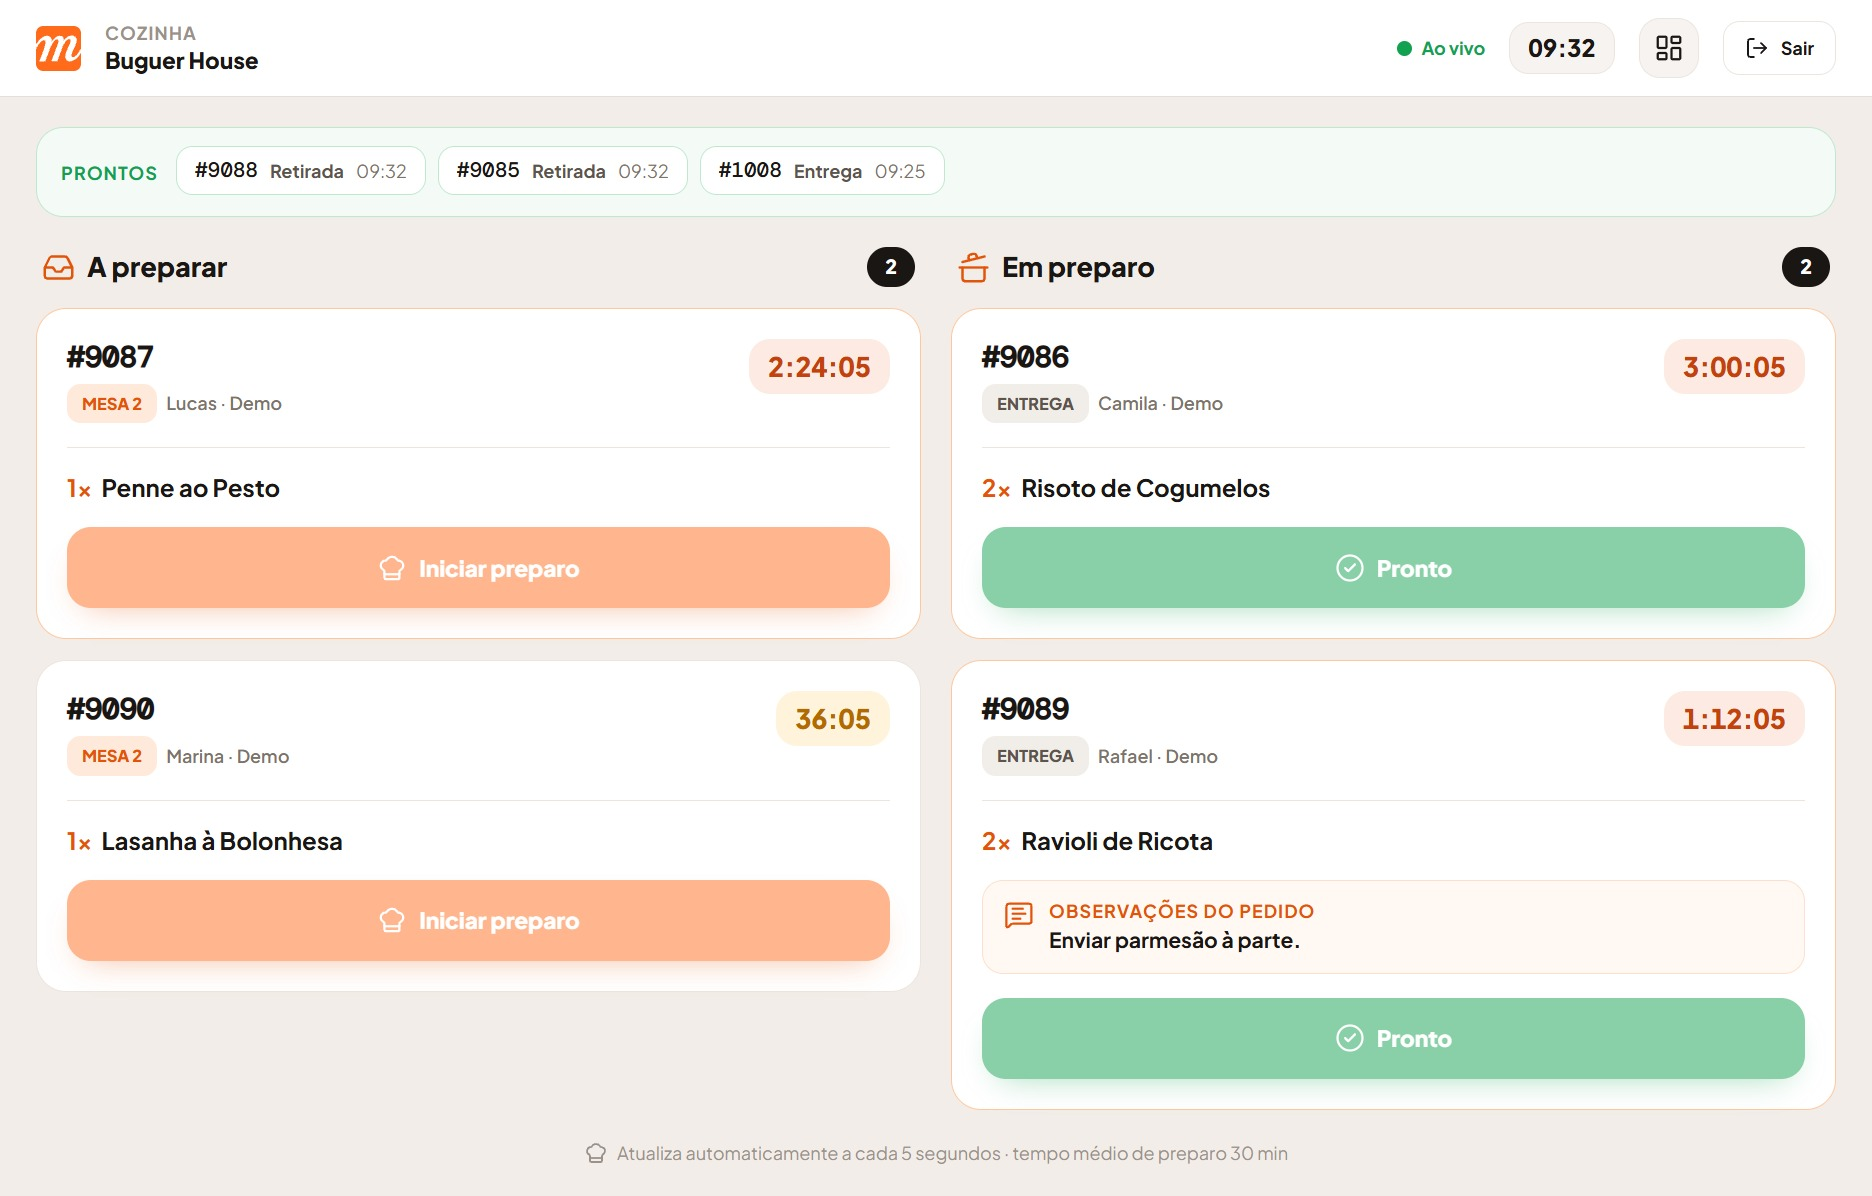 m
COZINHA
Buguer House
Ao vivo
09:32
Sair
PRONTOS
#9088 Retirada 09:32
#9085 Retirada 09:32
#1008 Entrega 09:25
A preparar
2
#9087
2:24:05
MESA 2 Lucas · Demo
1× Penne ao Pesto
Iniciar preparo
#9090
36:05
MESA 2 Marina · Demo
1× Lasanha à Bolonhesa
Iniciar preparo
Em preparo
2
#9086
3:00:05
ENTREGA Camila · Demo
2× Risoto de Cogumelos
Pronto
#9089
1:12:05
ENTREGA Rafael · Demo
2× Ravioli de Ricota
OBSERVAÇÕES DO PEDIDO
Enviar parmesão à parte.
Pronto
Atualiza automaticamente a cada 5 segundos · tempo médio de preparo 30 min